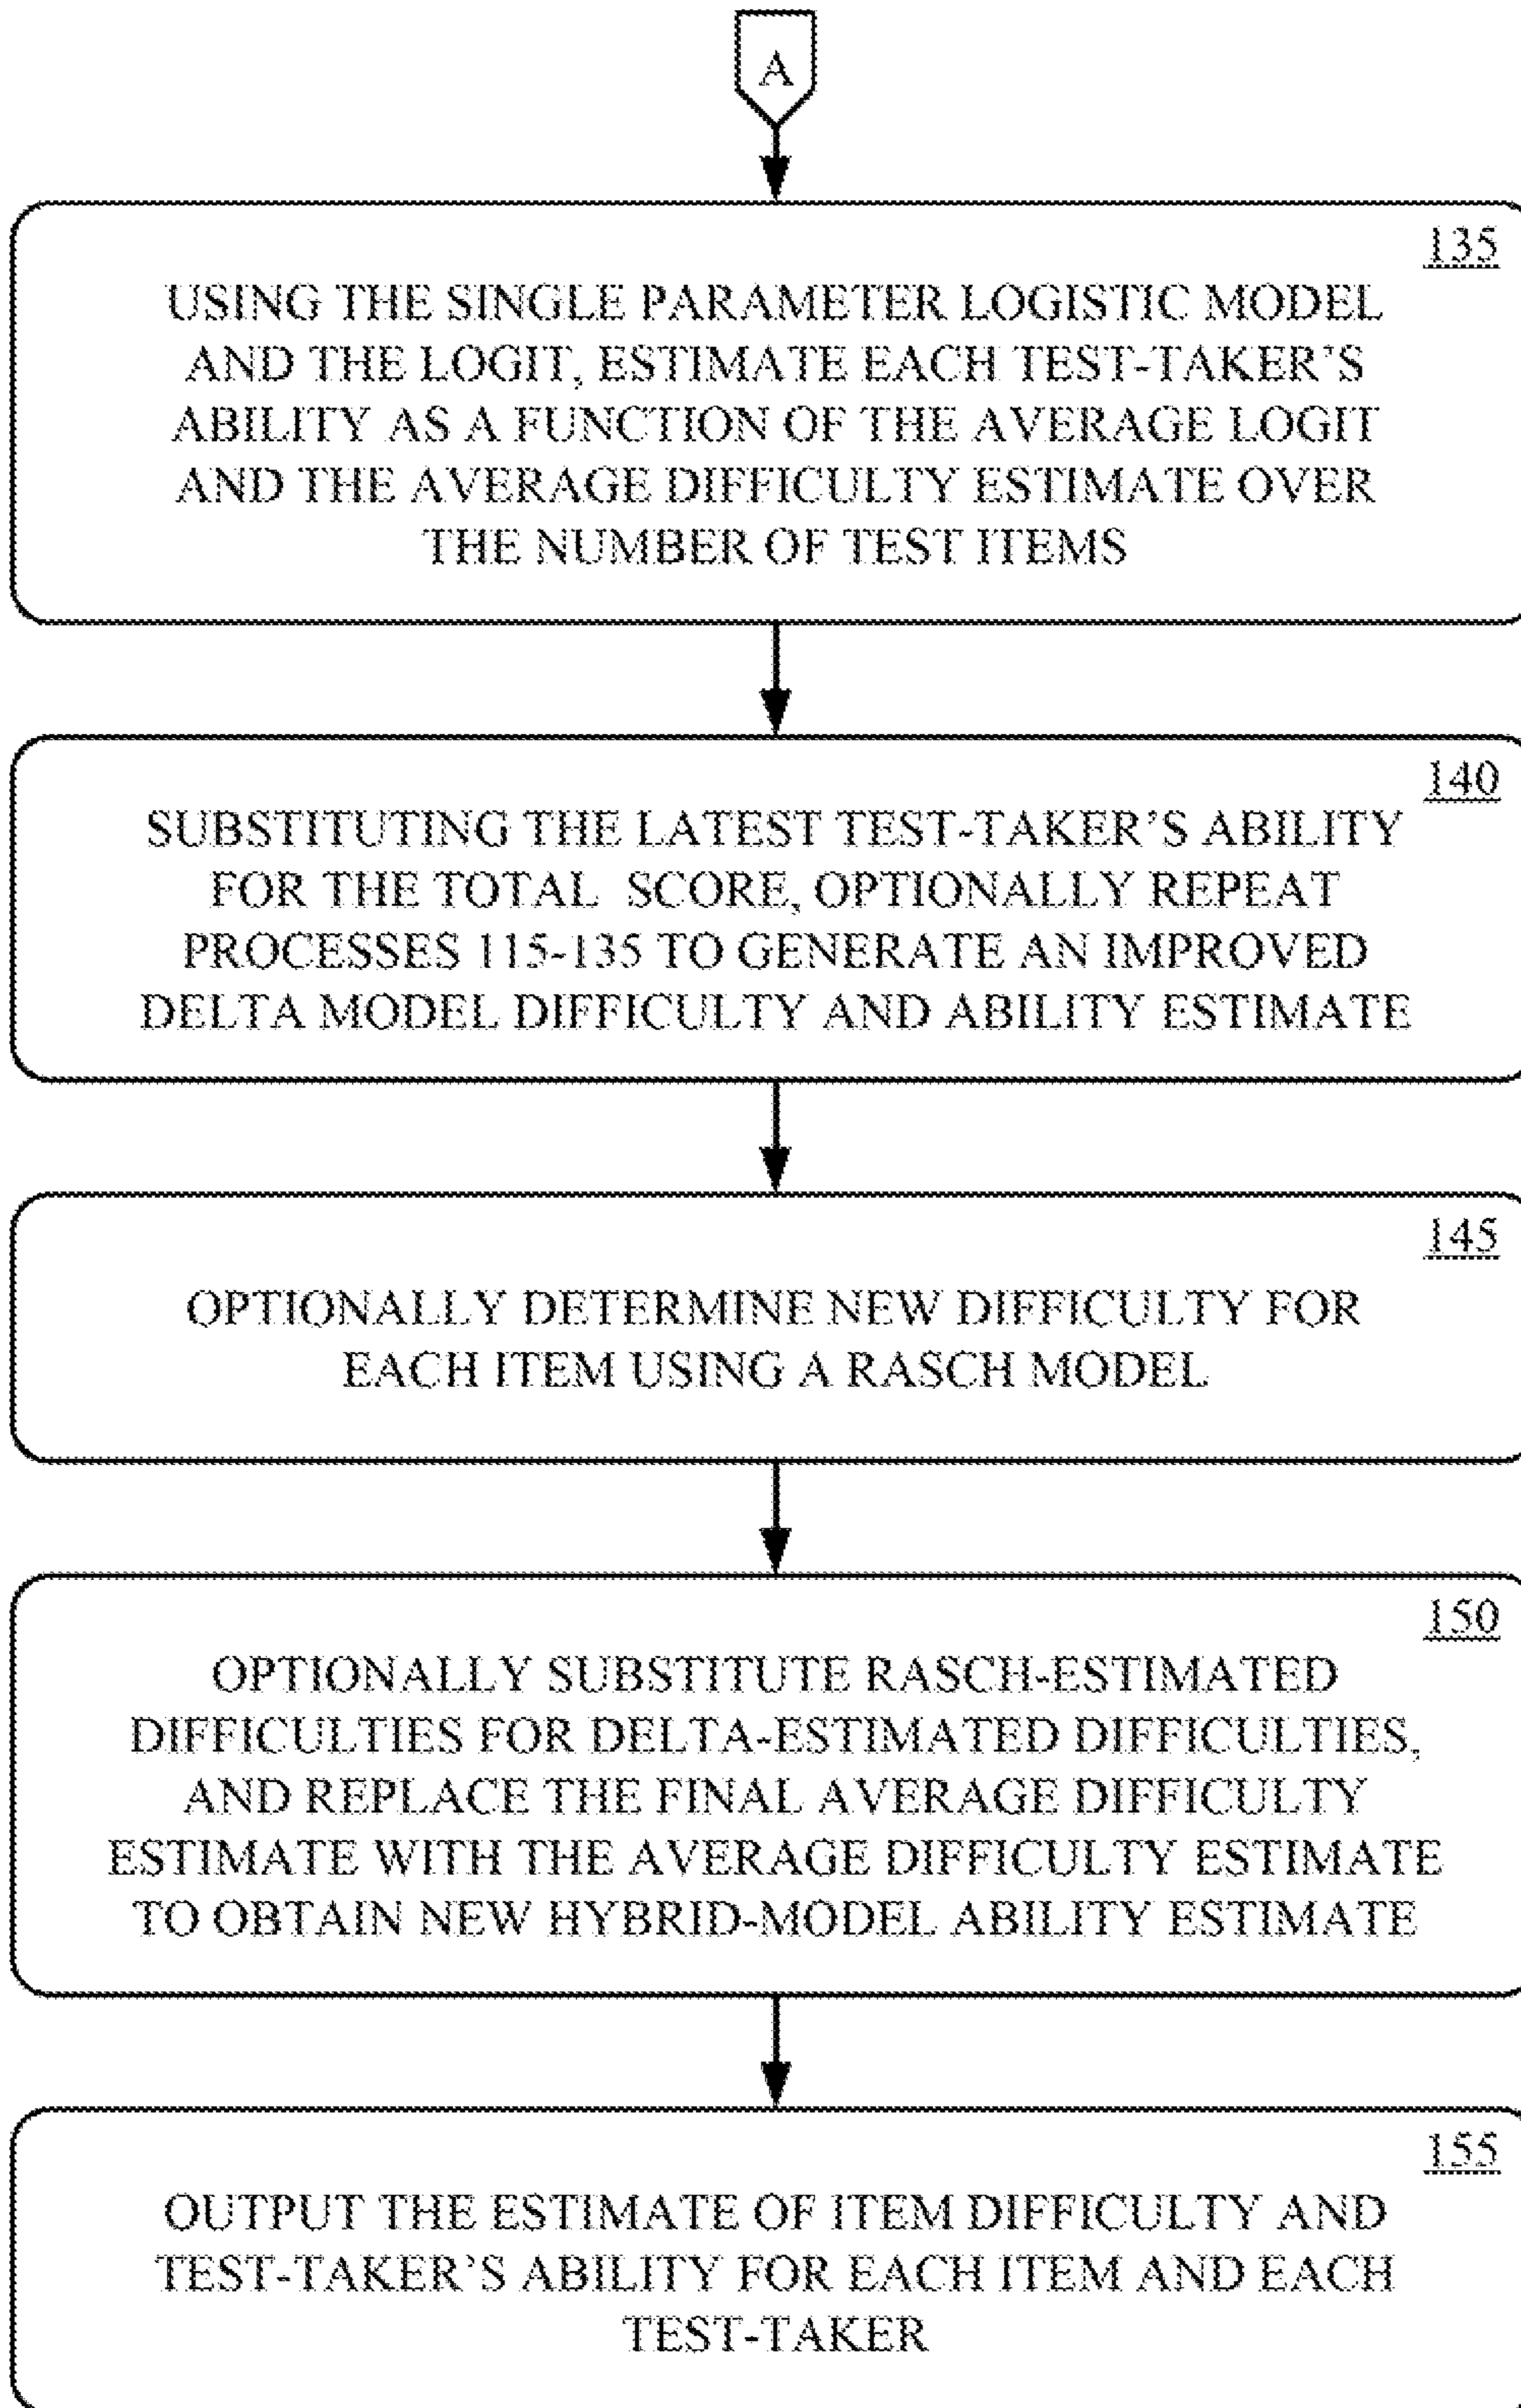 A
135
USING THE SINGLE PARAMETER LOGISTIC MODEL
AND THE LOGIT, ESTIMATE EACH TEST-TAKER'S
ABILITY AS A FUNCTION OF THE AVERAGE LOGIT
AND THE AVERAGE DIFFICULTY ESTIMATE OVER
THE NUMBER OF TEST ITEMS
140
SUBSTITUTING THE LATEST TEST-TAKER'S ABILITY
FOR THE TOTAL SCORE, OPTIONALLY REPEAT
PROCESSES 115-135 TO GENERATE AN IMPROVED
DELTA MODEL DIFFICULTY AND ABILITY ESTIMATE
145
OPTIONALLY DETERMINE NEW DIFFICULTY FOR
EACH ITEM USING A RASCH MODEL
150
OPTIONALLY SUBSTITUTE RASCH-ESTIMATED
DIFFICULTIES FOR DELTA-ESTIMATED DIFFICULTIES,
AND REPLACE THE FINAL AVERAGE DIFFICULTY
ESTIMATE WITH THE AVERAGE DIFFICULTY ESTIMATE
TO OBTAIN NEW HYBRID-MODEL ABILITY ESTIMATE
155
OUTPUT THE ESTIMATE OF ITEM DIFFICULTY AND
TEST-TAKER'S ABILITY FOR EACH ITEM AND EACH
TEST-TAKER